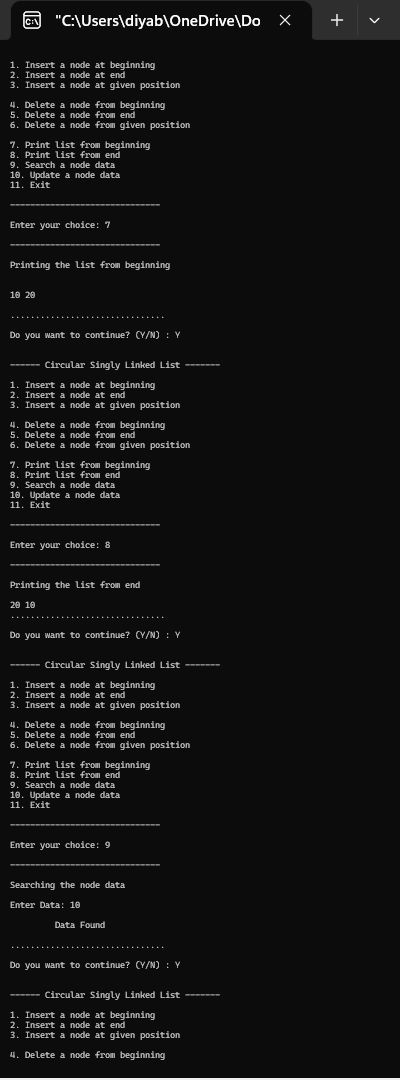 "C:\Users\diyab\OneDrive\Do
1. Insert a node at beginning
2. Insert a node at end
3. Insert a node at given position
4. Delete a node from beginning
5. Delete a node from end
6. Delete a node from given position
7. Print list from beginning
8. Print list from end
9. Search a node data
10. Update a node data
11. Exit
------------------------------
Enter your choice: 7
------------------------------
Printing the list from beginning
10 20
...............................
Do you want to continue? (Y/N) : Y
------ Circular Singly Linked List -------
1. Insert a node at beginning
2. Insert a node at end
3. Insert a node at given position
4. Delete a node from beginning
5. Delete a node from end
6. Delete a node from given position
7. Print list from beginning
8. Print list from end
9. Search a node data
10. Update a node data
11. Exit
------------------------------
Enter your choice: 8
------------------------------
Printing the list from end
20 10
...............................
Do you want to continue? (Y/N) : Y
------ Circular Singly Linked List -------
1. Insert a node at beginning
2. Insert a node at end
3. Insert a node at given position
4. Delete a node from beginning
5. Delete a node from end
6. Delete a node from given position
7. Print list from beginning
8. Print list from end
9. Search a node data
10. Update a node data
11. Exit
------------------------------
Enter your choice: 9
------------------------------
Searching the node data
Enter Data: 10
Data Found
...............................
Do you want to continue? (Y/N) : Y
------ Circular Singly Linked List -------
1. Insert a node at beginning
2. Insert a node at end
3. Insert a node at given position
4. Delete a node from beginning